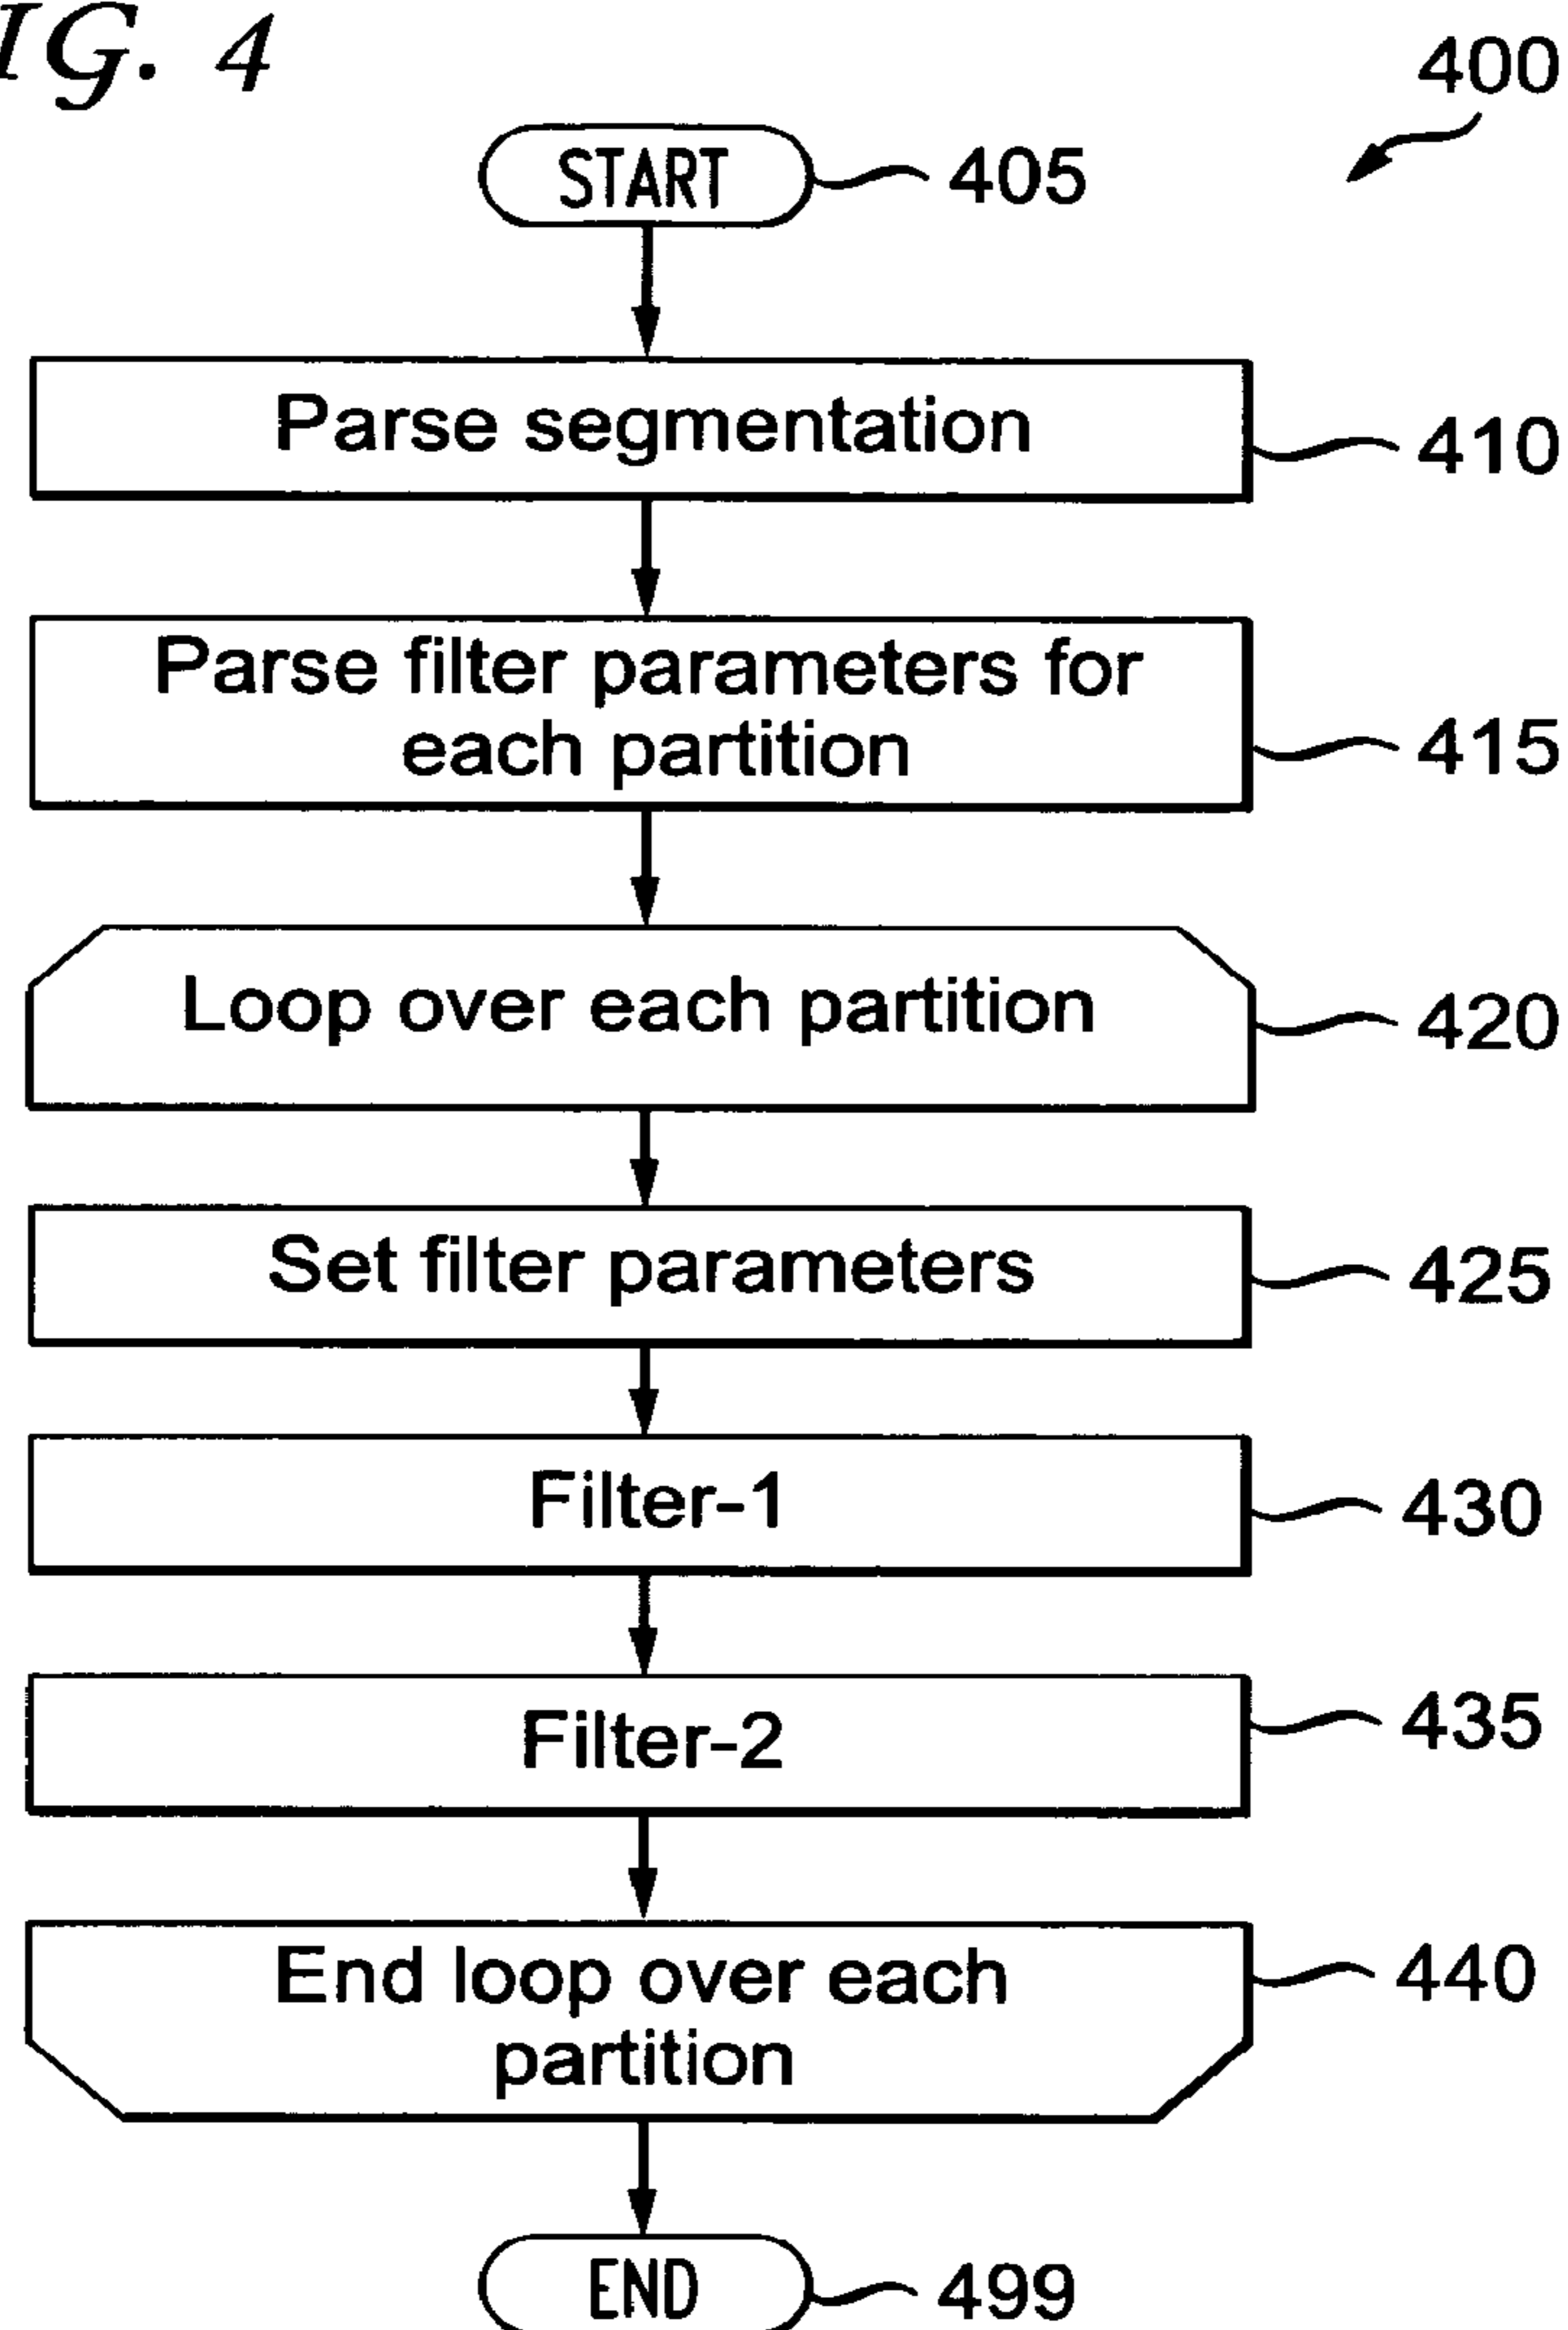 IG. 4
400
START
405
Parse segmentation
410
Parse filter parameters for
each partition
415
Loop over each partition
420
Set filter parameters
425
Filter-1
430
Filter-2
435
End loop over each
partition
440
END
499